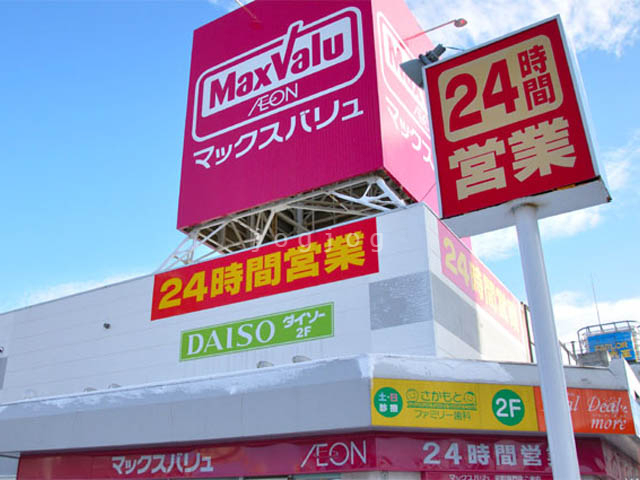 MaxValu
ÆON
マックスバリュ
24時間
営業
24時間営業
DAISO ダイソー
2F
土・日
診療
さかもと
ファミリー歯科
2F
Deal
more
マックスバリュ
ÆON
24時間営業
jogjog